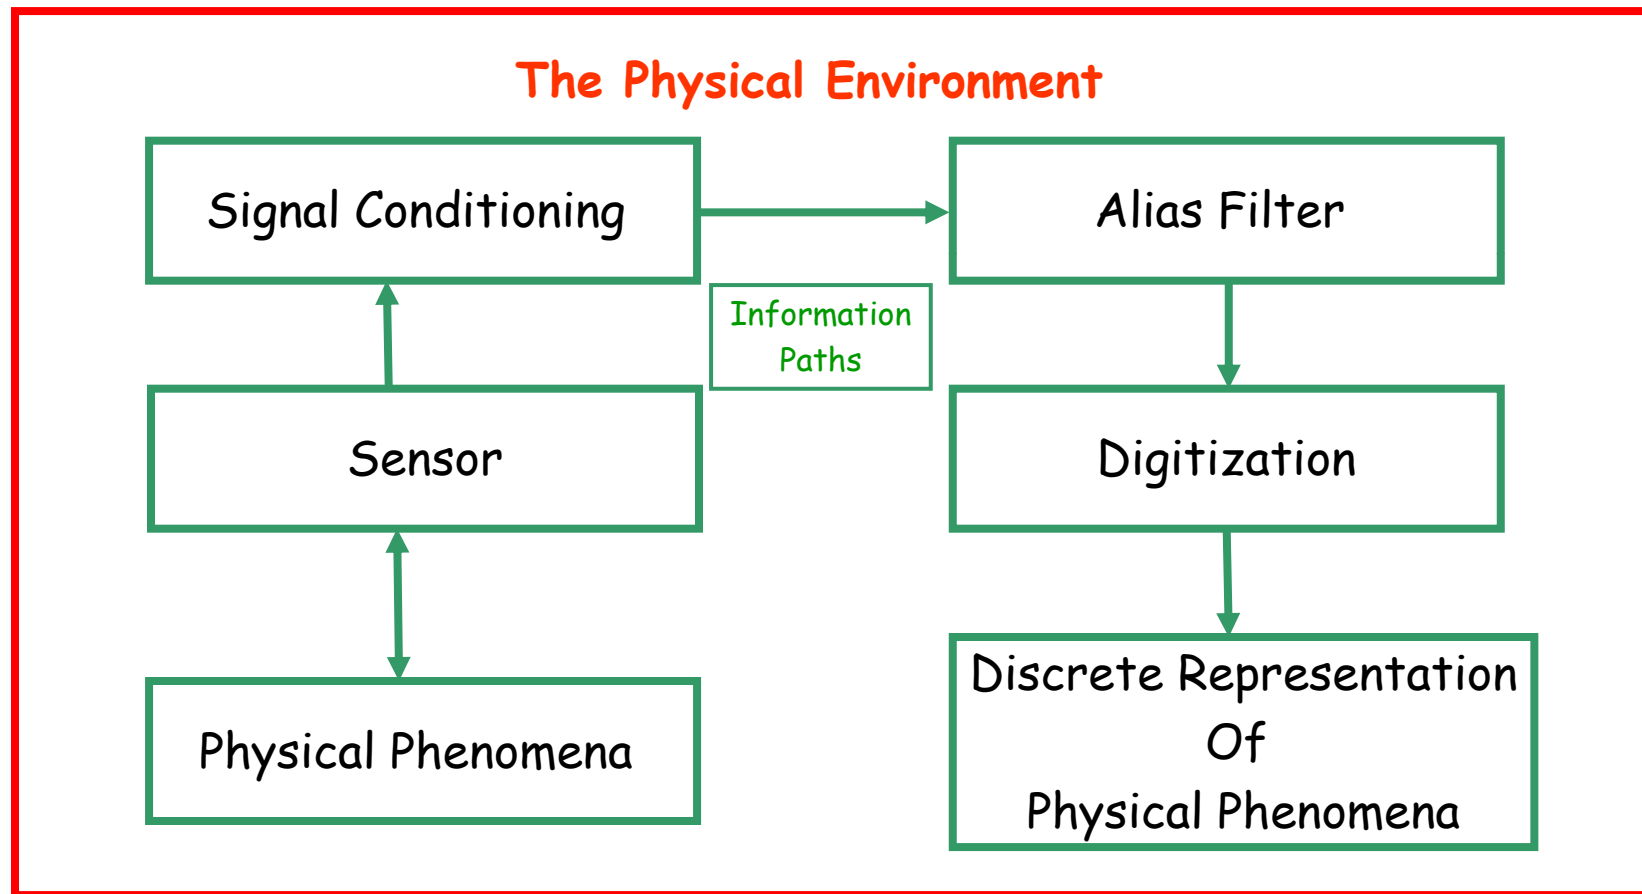 The Physical Environment
Signal Conditioning
Alias Filter
Information
Paths
Sensor
Digitization
Physical Phenomena
Discrete Representation
Of
Physical Phenomena